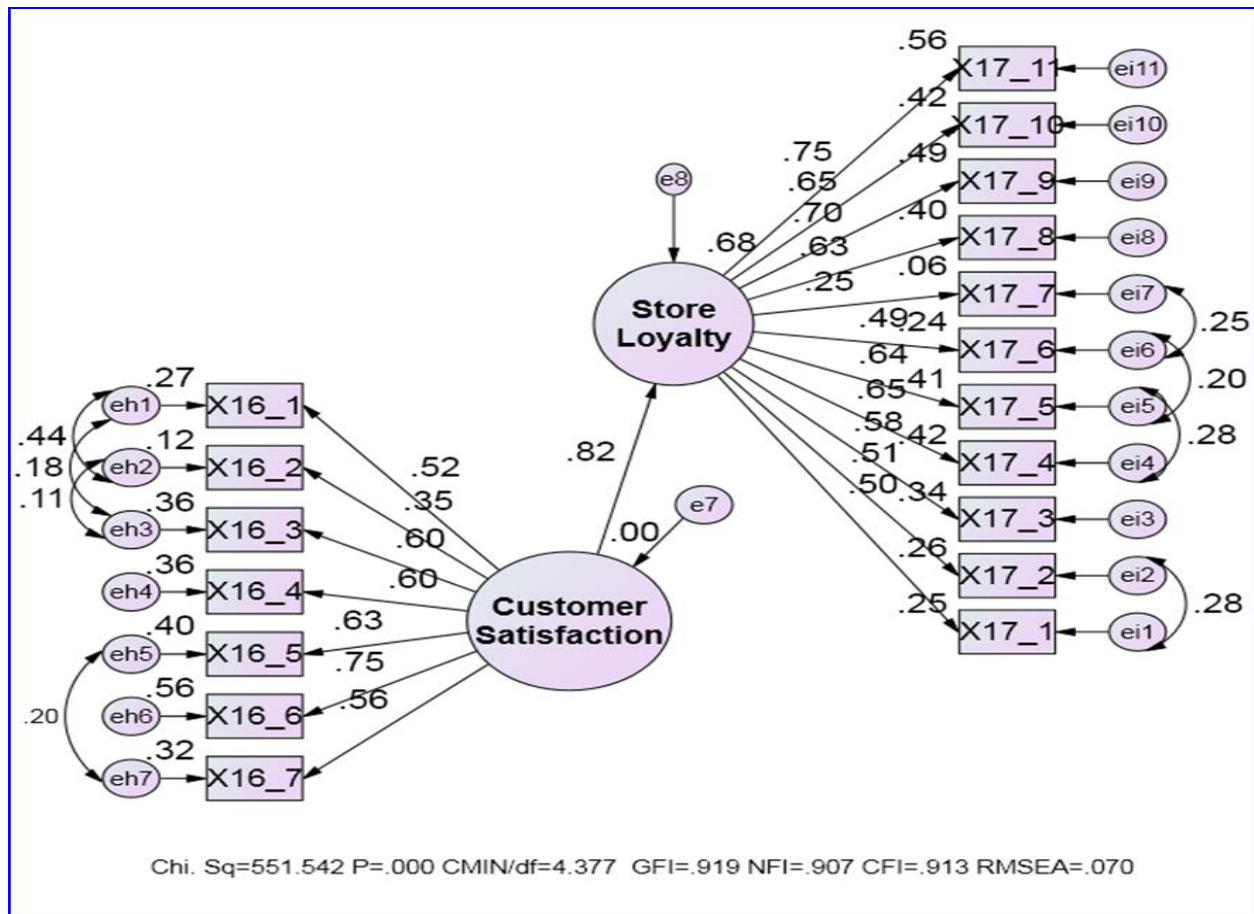 .56
X17_11
ei11
.42
X17_10
ei10
.75
.49
X17_9
ei9
e8
.65
.70
.40
X17_8
ei8
.68
.63
.06
X17_7
ei7
.25
Store
Loyalty
.25
.49
.24
X17_6
ei6
.64
.20
.41
X17_5
ei5
.65
.28
.58
.42
X17_4
ei4
.51
.50
.34
X17_3
ei3
.26
X17_2
ei2
.28
.25
X17_1
ei1
.82
.27
eh1
X16_1
.44
.12
eh2
X16_2
.18
.11
.36
eh3
X16_3
.52
.35
.60
.60
e7
.00
.36
eh4
X16_4
Customer
Satisfaction
.40
eh5
X16_5
.63
.75
.56
.56
eh6
X16_6
.20
.32
eh7
X16_7
Chi. Sq=551.542 P=.000 CMIN/df=4.377 GFI=.919 NFI=.907 CFI=.913 RMSEA=.070